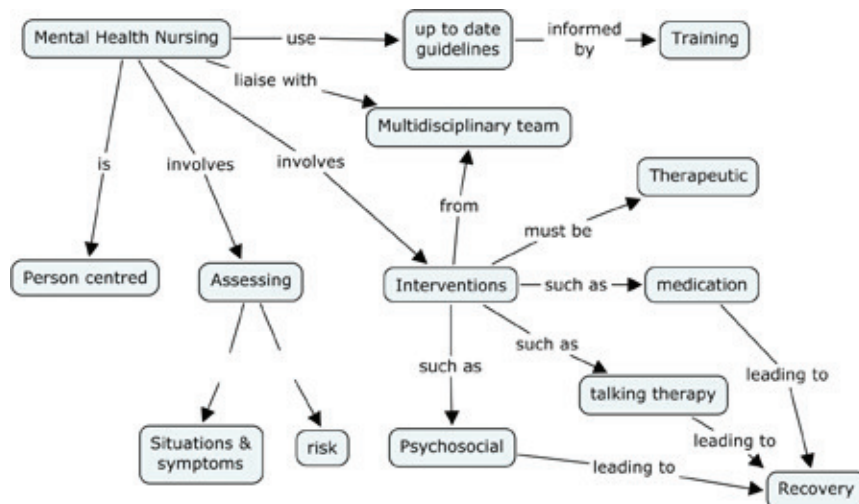 Mental Health Nursing
use
up to date
guidelines
informed
by
Training
liaise with
Multidisciplinary team
is
involves
involves
from
Therapeutic
must be
Person centred
Assessing
Interventions
such as
medication
such as
such as
leading to
talking therapy
Situations &
symptoms
risk
Psychosocial
leading to
leading to
Recovery